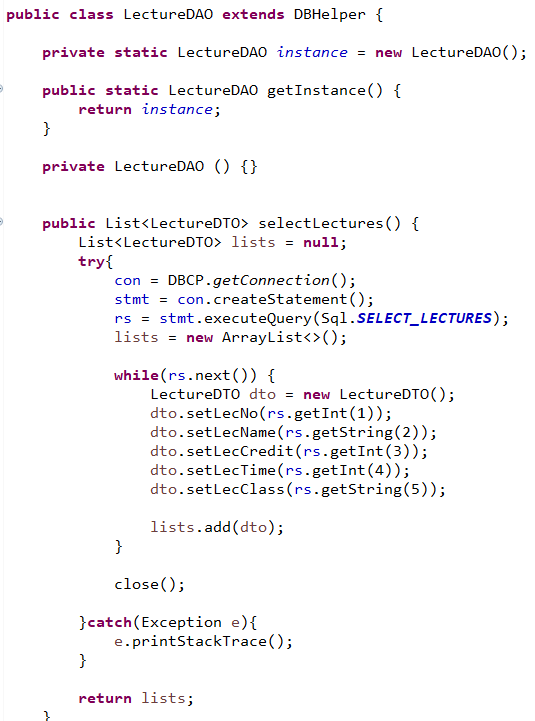 public class LectureDAO extends DBHelper {
private static LectureDAO instance = new LectureDAO();
public static LectureDAO getInstance() {
return instance;
}
private LectureDAO () {}
public List<LectureDTO> selectLectures() {
List<LectureDTO> lists = null;
try{
con = DBCP.getConnection();
stmt = con.createStatement();
rs = stmt.executeQuery(Sql.SELECT_LECTURES);
lists = new ArrayList<>();
while(rs.next()) {
LectureDTO dto = new LectureDTO();
dto.setLecNo(rs.getInt(1));
dto.setLecName(rs.getString(2));
dto.setLecCredit(rs.getInt(3));
dto.setLecTime(rs.getInt(4));
dto.setLecClass(rs.getString(5));
lists.add(dto);
}
close();
}catch(Exception e){
e.printStackTrace();
}
return lists;
}